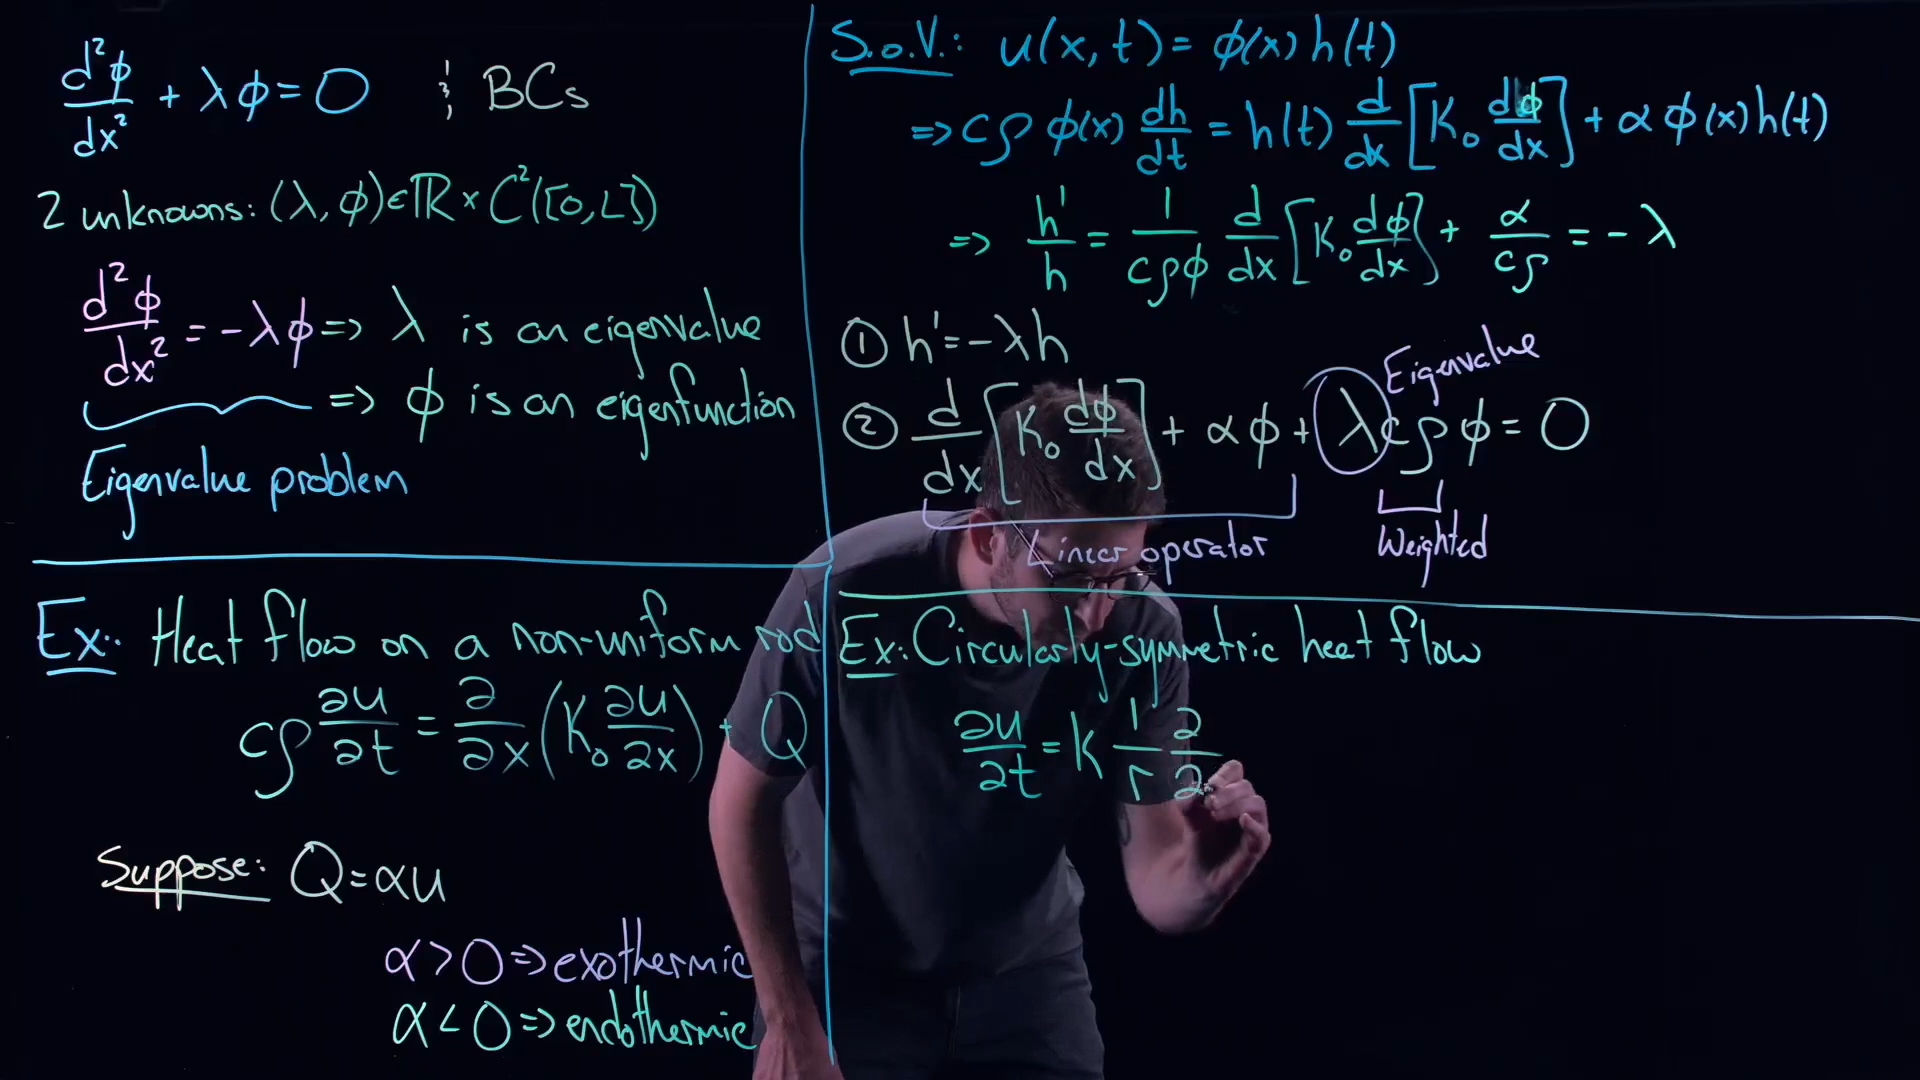 d²φ/dx² + λφ = 0 & BCs
2 unknowns: (λ, φ) ∈ ℝ × C²([0, L])
d²φ/dx² = -λφ => λ is an eigenvalue
=> φ is an eigenfunction
Eigenvalue problem
Ex.: Heat flow on a non-uniform rod
cρ ∂u/∂t = ∂/∂x (K₀ ∂u/∂x) + Q
Suppose: Q = αu
α > 0 => exothermic
α < 0 => endothermic
S.o.V.: u(x, t) = φ(x) h(t)
=> cρ φ(x) dh/dt = h(t) d/dx [K₀ dφ/dx] + α φ(x) h(t)
=> h'/h = 1/(cρφ) d/dx [K₀ dφ/dx] + α/(cρ) = -λ
① h' = -λh
Eigenvalue
② d/dx [K₀ dφ/dx] + αφ + λcρφ = 0
Linear operator Weighted
Ex: Circularly-symmetric heat flow
∂u/∂t = K 1/r ∂/∂